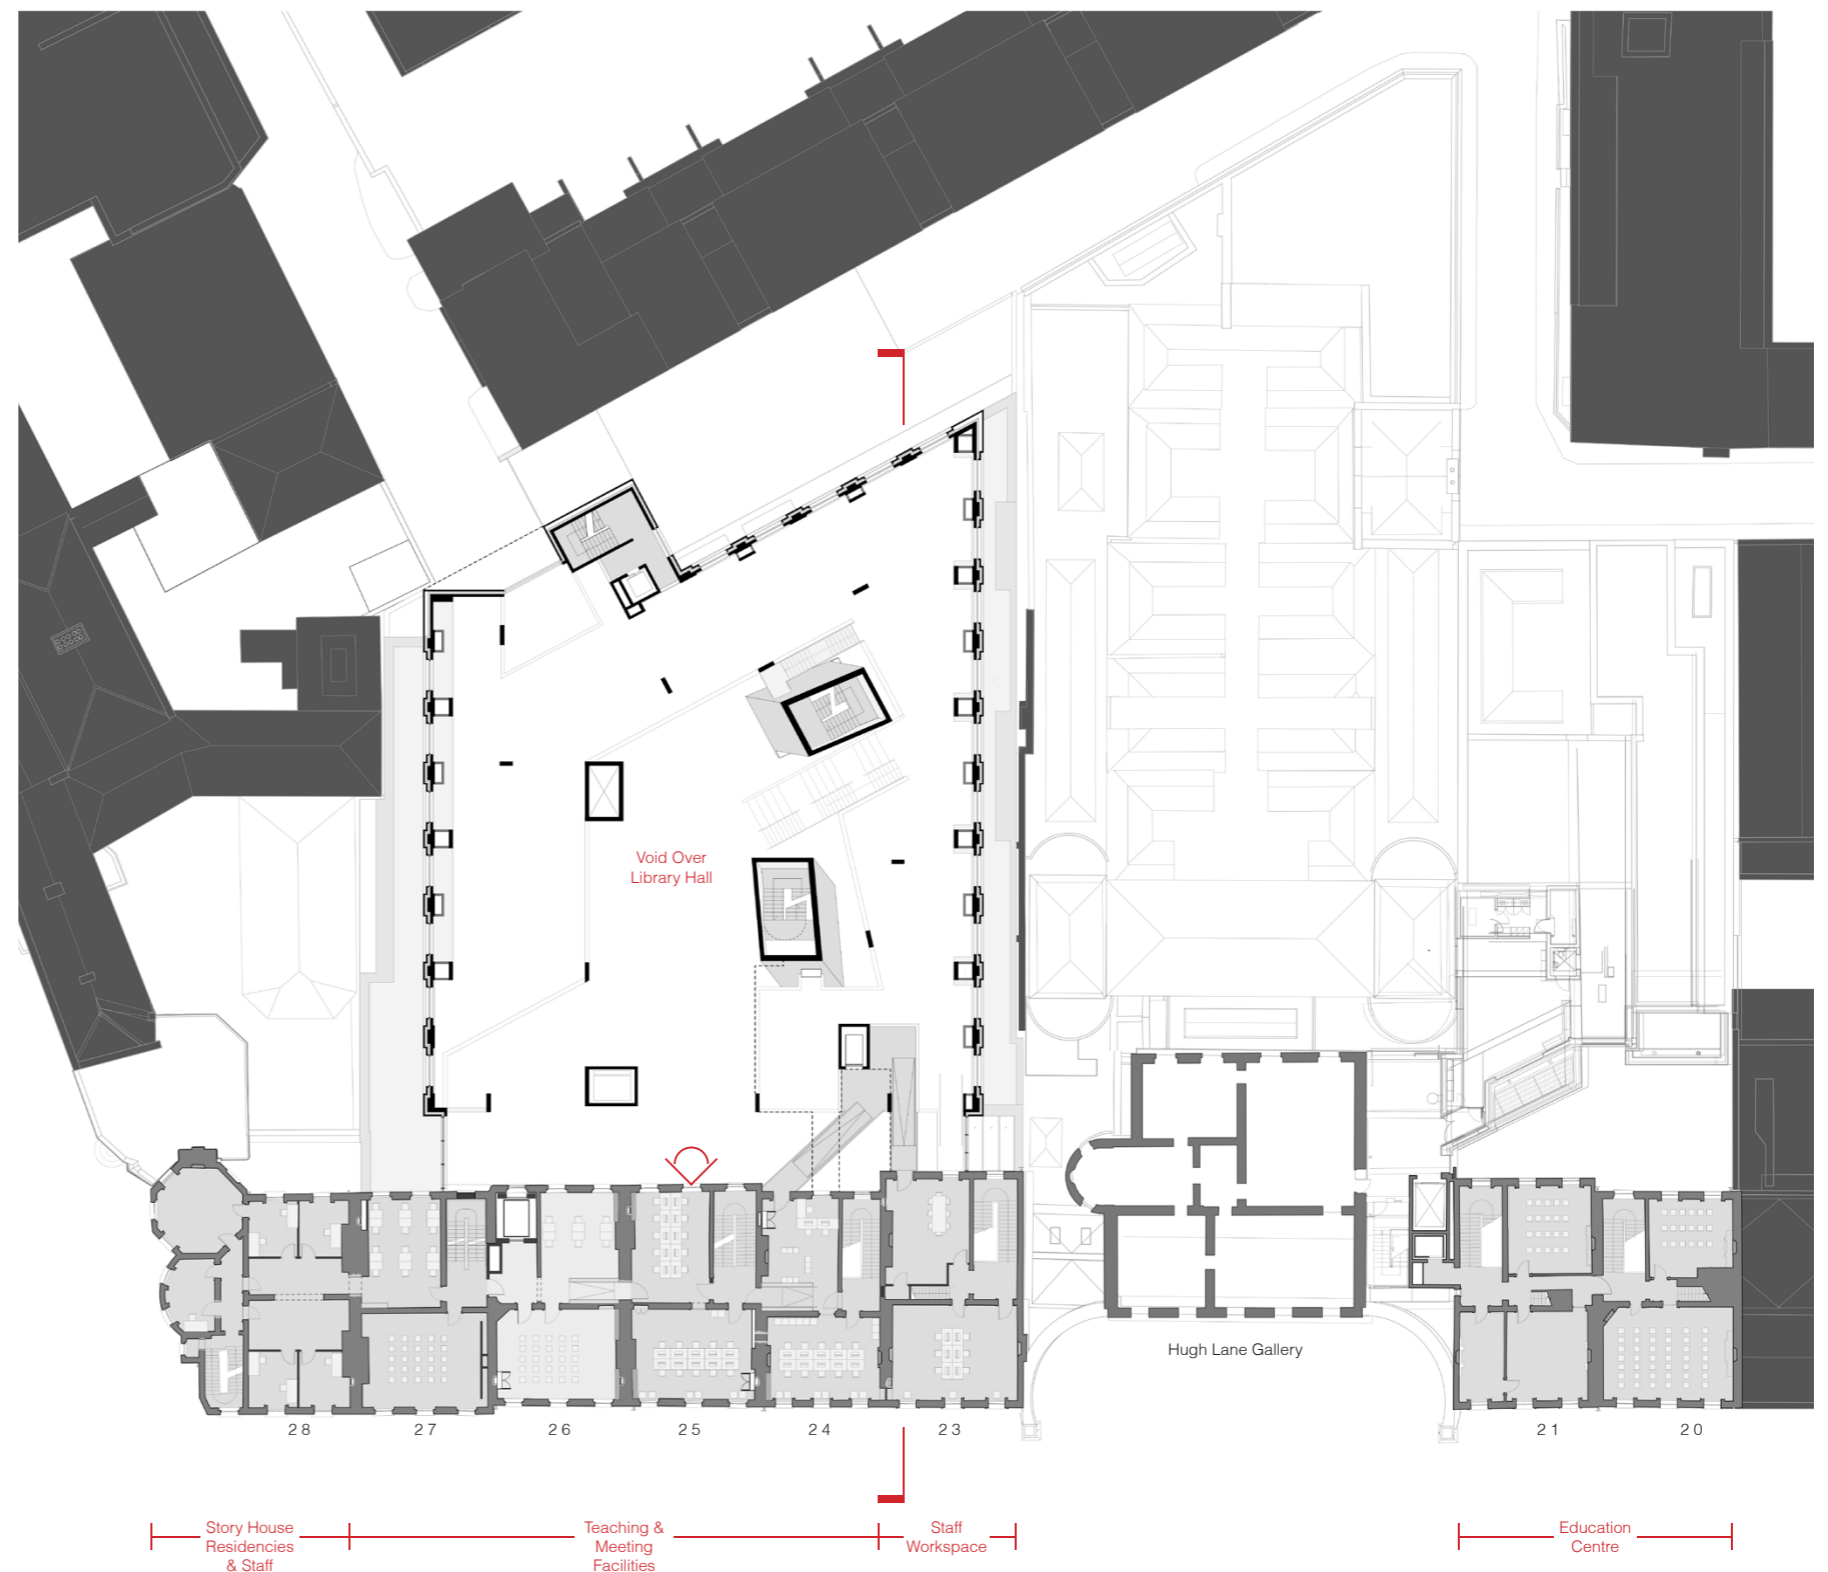 Void Over
Library Hall
Hugh Lane Gallery
28
27
26
25
24
23
21
20
Story House
Residencies
& Staff
Teaching &
Meeting
Facilities
Staff
Workspace
Education
Centre